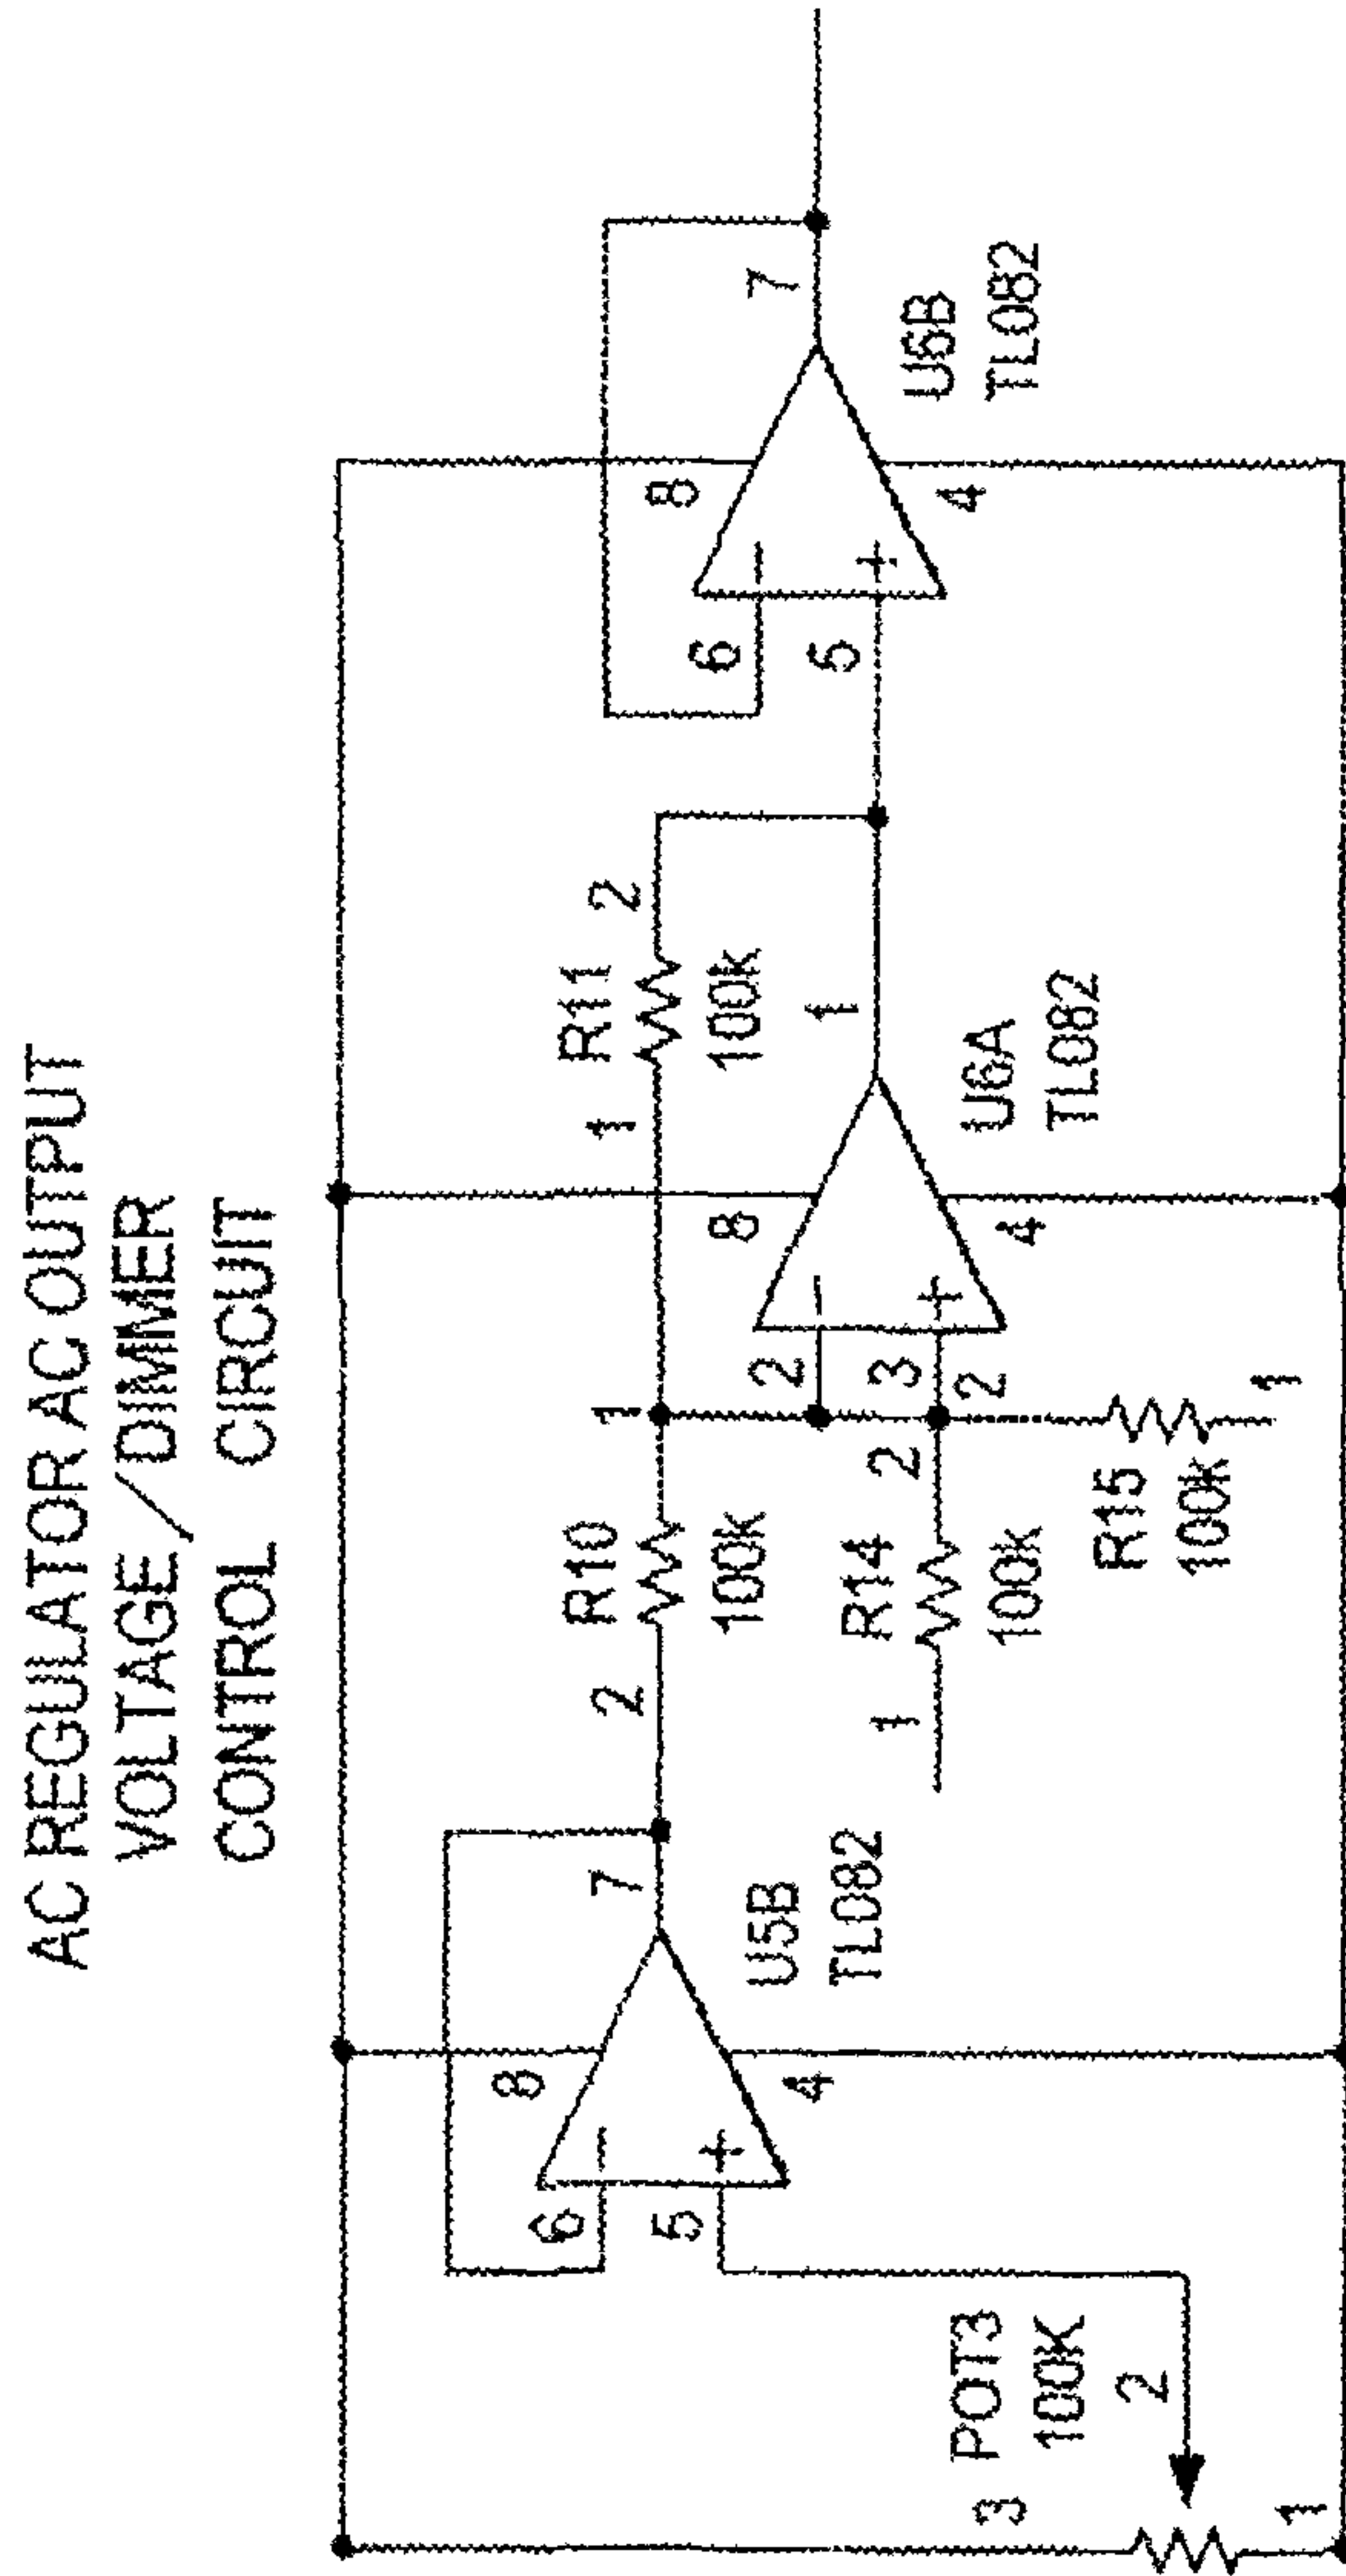 AC REGULATOR AC OUTPUT
VOLTAGE/DIMMER
CONTROL CIRCUIT
3
1
POT3
100K
2
6
5
8
4
7
U5B
TL082
2
R10
100k
1
1
R14
100k
2
R15
100k
2
1
2
3
8
4
1
U6A
TL082
1
R11
100k
2
6
5
8
4
7
U6B
TL082